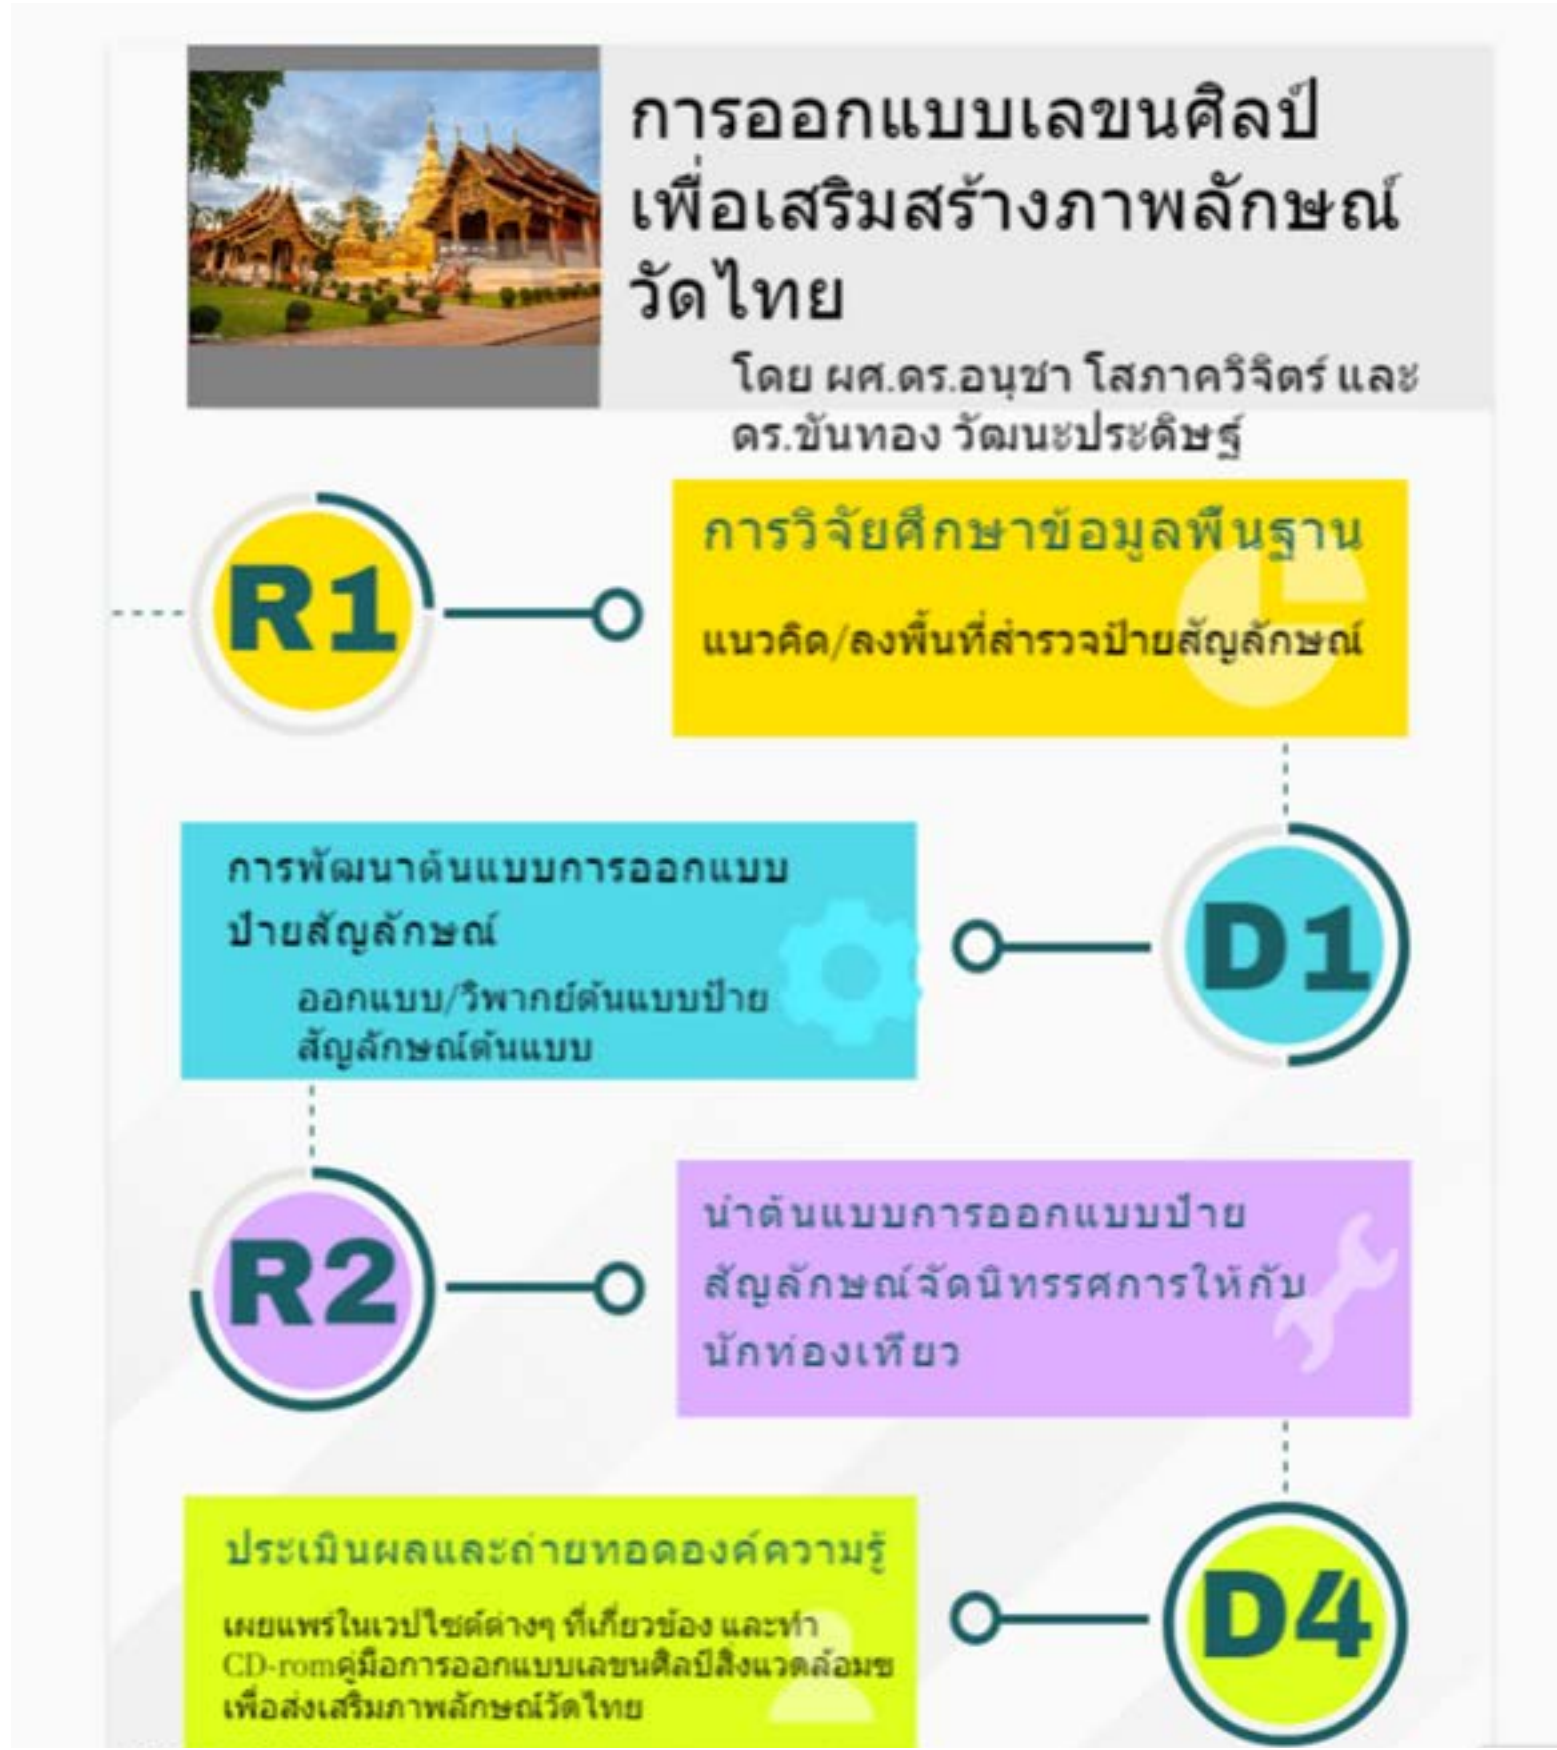 การออกแบบเลขนศิลป์
เพื่อเสริมสร้างภาพลักษณ์
วัดไทย
โดย ผศ.ดร.อนุชา โสภาควิจิตร์ และ
ดร.ขันทอง วัฒนะประดิษฐ์
R1
การวิจัยศึกษาข้อมูลพื้นฐาน
แนวคิด/ลงพื้นที่สำรวจป้ายสัญลักษณ์
การพัฒนาต้นแบบการออกแบบ
ป้ายสัญลักษณ์
ออกแบบ/วิพากย์ต้นแบบป้าย
สัญลักษณ์ต้นแบบ
D1
R2
นำต้นแบบการออกแบบป้าย
สัญลักษณ์จัดนิทรรศการให้กับ
นักท่องเที่ยว
ประเมินผลและถ่ายทอดองค์ความรู้
เผยแพร่ในเวปไซต์ต่างๆ ที่เกี่ยวข้อง และทำ
CD-romคู่มือการออกแบบเลขนศิลป์สิ่งแวดล้อมช
เพื่อส่งเสริมภาพลักษณ์วัดไทย
D4